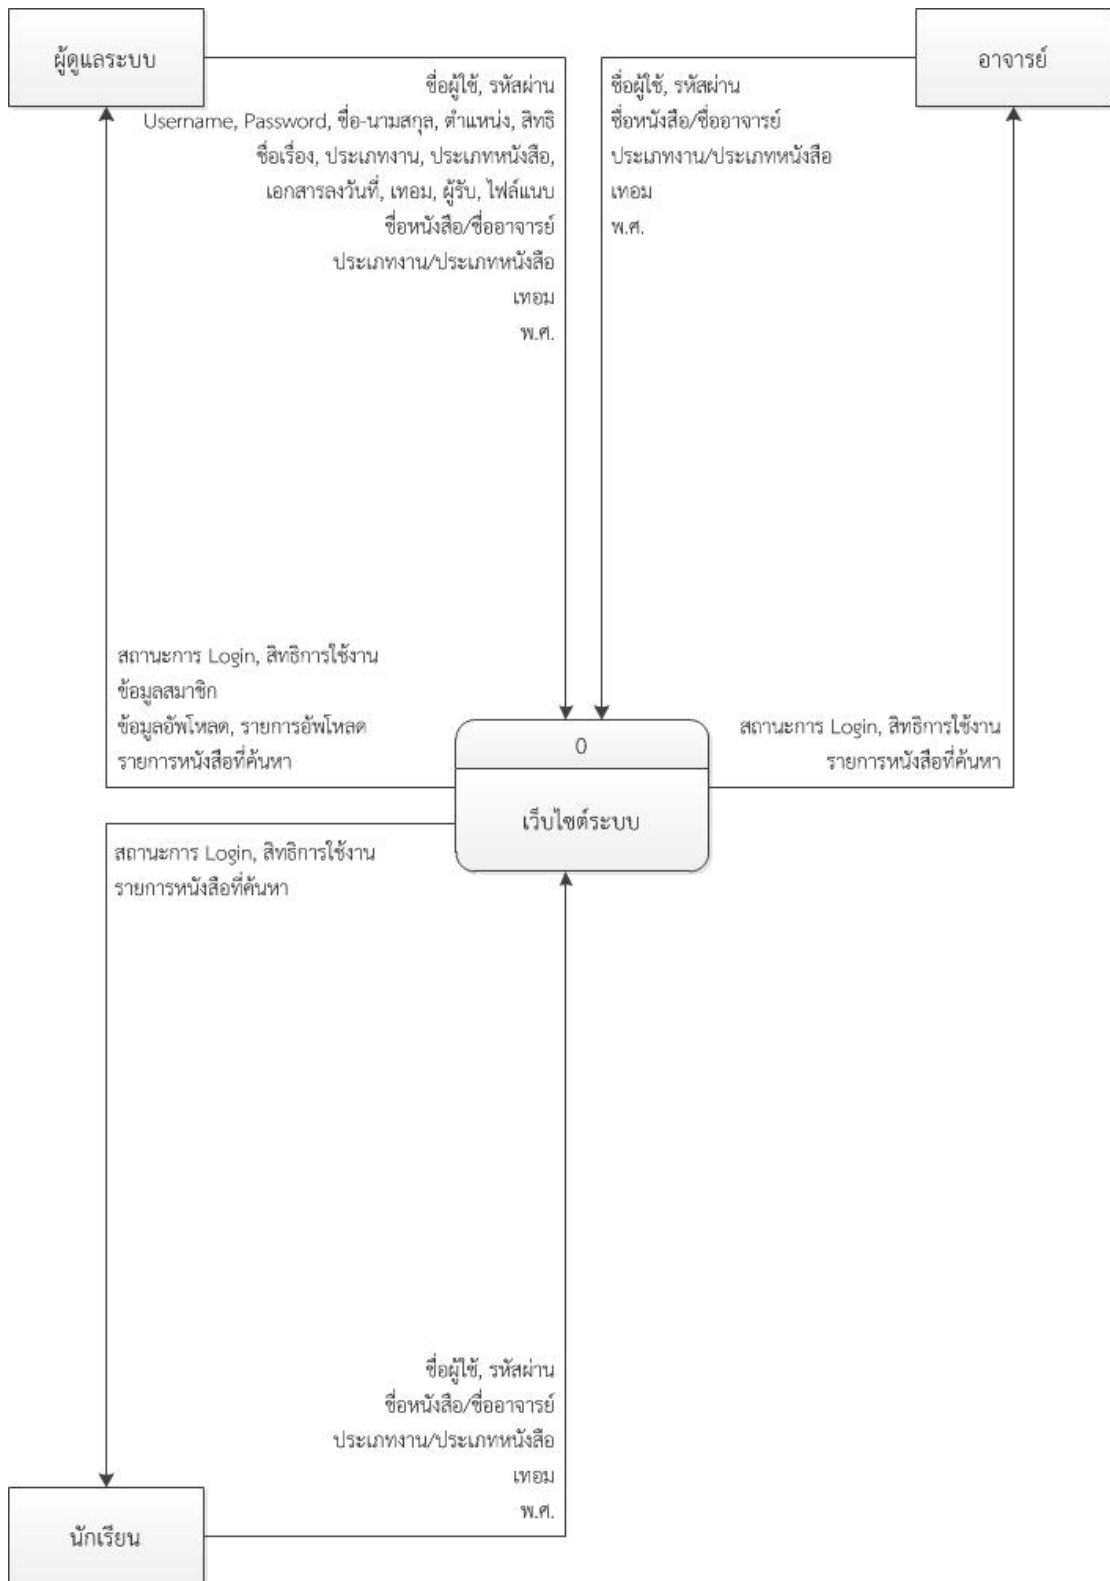 ผู้ดูแลระบบ
อาจารย์
ชื่อผู้ใช้, รหัสผ่าน
Username, Password, ชื่อ-นามสกุล, ตำแหน่ง, สิทธิ
ชื่อเรื่อง, ประเภทงาน, ประเภทหนังสือ,
เอกสารลงวันที่, เทอม, ผู้รับ, ไฟล์แนบ
ชื่อหนังสือ/ชื่ออาจารย์
ประเภทงาน/ประเภทหนังสือ
เทอม
พ.ศ.
ชื่อผู้ใช้, รหัสผ่าน
ชื่อหนังสือ/ชื่ออาจารย์
ประเภทงาน/ประเภทหนังสือ
เทอม
พ.ศ.
สถานะการ Login, สิทธิการใช้งาน
ข้อมูลสมาชิก
ข้อมูลอัพโหลด, รายการอัพโหลด
รายการหนังสือที่ค้นหา
0
เว็บไซต์ระบบ
สถานะการ Login, สิทธิการใช้งาน
รายการหนังสือที่ค้นหา
สถานะการ Login, สิทธิการใช้งาน
รายการหนังสือที่ค้นหา
ชื่อผู้ใช้, รหัสผ่าน
ชื่อหนังสือ/ชื่ออาจารย์
ประเภทงาน/ประเภทหนังสือ
เทอม
พ.ศ.
นักเรียน